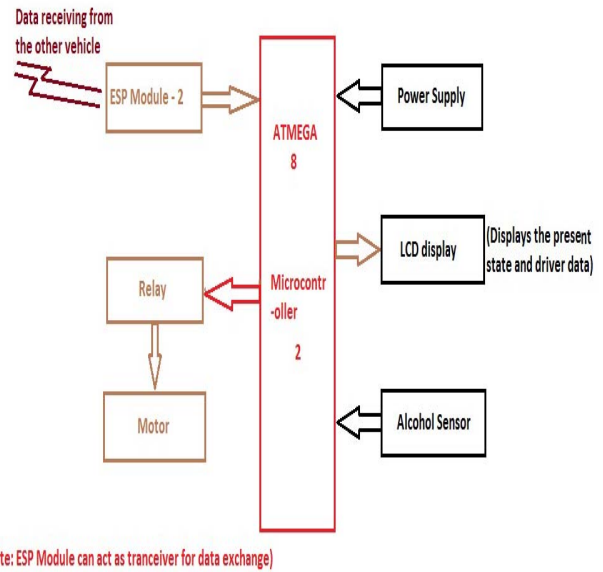 Data receiving from
the other vehicle
ESP Module - 2
Power Supply
ATMEGA
8
LCD display
(Displays the present
state and driver data)
Relay
Microcontr
-oller
2
Motor
Alcohol Sensor
te: ESP Module can act as tranceiver for data exchange)